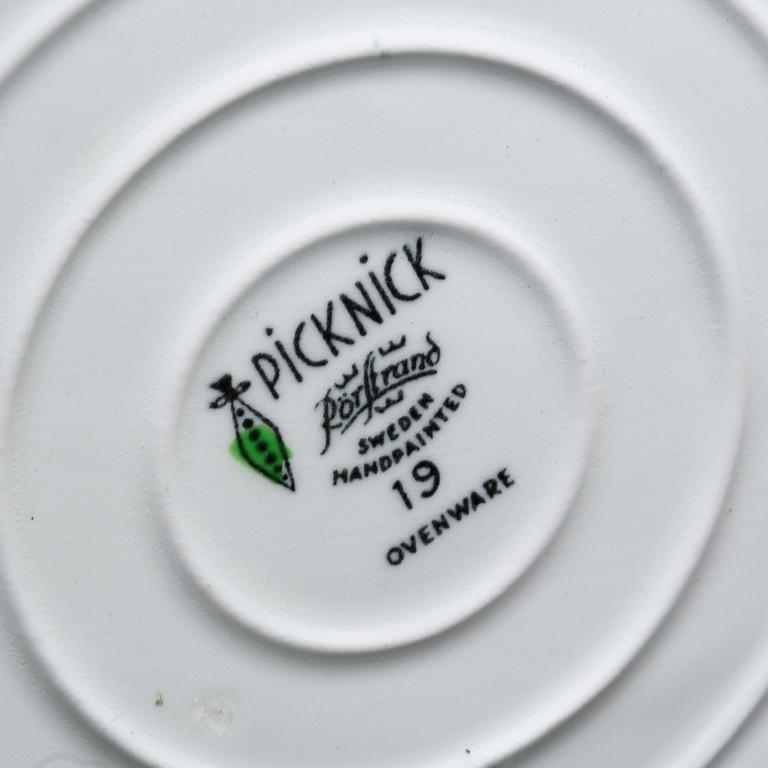 PiCKNiCK
Rörstrand
SWEDEN
HANDPAINTED
19
OVENWARE